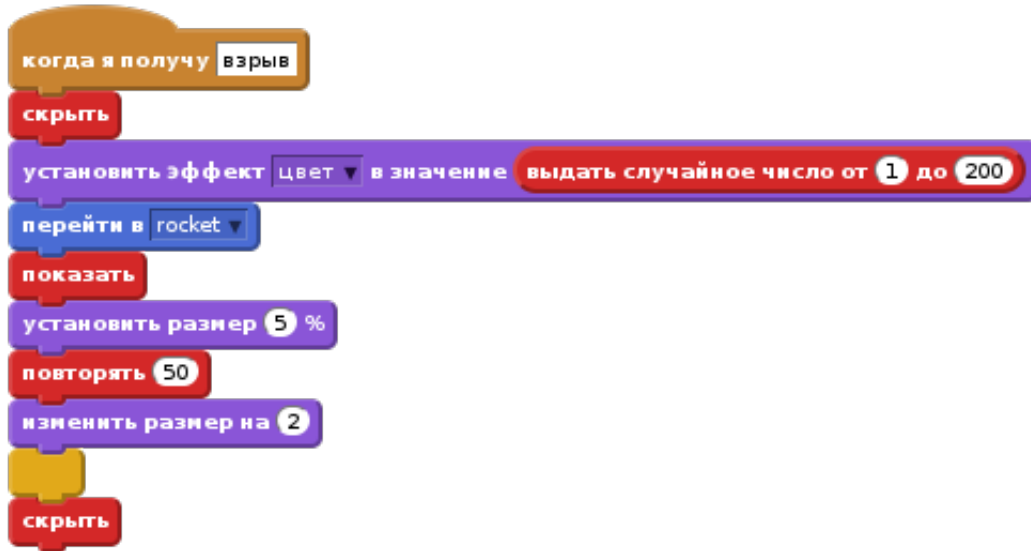 когда я получу взрыв
скрыть
установить эффект цвет в значение выдать случайное число от 1 до 200
перейти в rocket
показать
установить размер 5 %
повторять 50
изменить размер на 2
скрыть